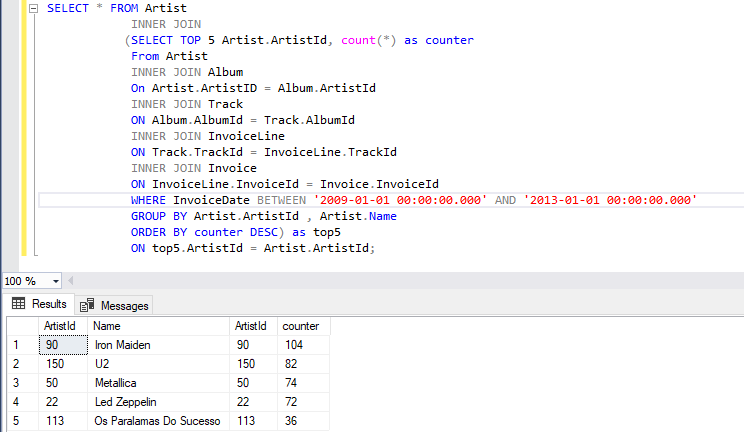 SELECT * FROM Artist
INNER JOIN
(SELECT TOP 5 Artist.ArtistId, count(*) as counter
From Artist
INNER JOIN Album
On Artist.ArtistID = Album.ArtistId
INNER JOIN Track
ON Album.AlbumId = Track.AlbumId
INNER JOIN InvoiceLine
ON Track.TrackId = InvoiceLine.TrackId
INNER JOIN Invoice
ON InvoiceLine.InvoiceId = Invoice.InvoiceId
WHERE InvoiceDate BETWEEN '2009-01-01 00:00:00.000' AND '2013-01-01 00:00:00.000'
GROUP BY Artist.ArtistId , Artist.Name
ORDER BY counter DESC) as top5
ON top5.ArtistId = Artist.ArtistId;
100 %
Results Messages
ArtistId Name ArtistId counter
1 90 Iron Maiden 90 104
2 150 U2 150 82
3 50 Metallica 50 74
4 22 Led Zeppelin 22 72
5 113 Os Paralamas Do Sucesso 113 36